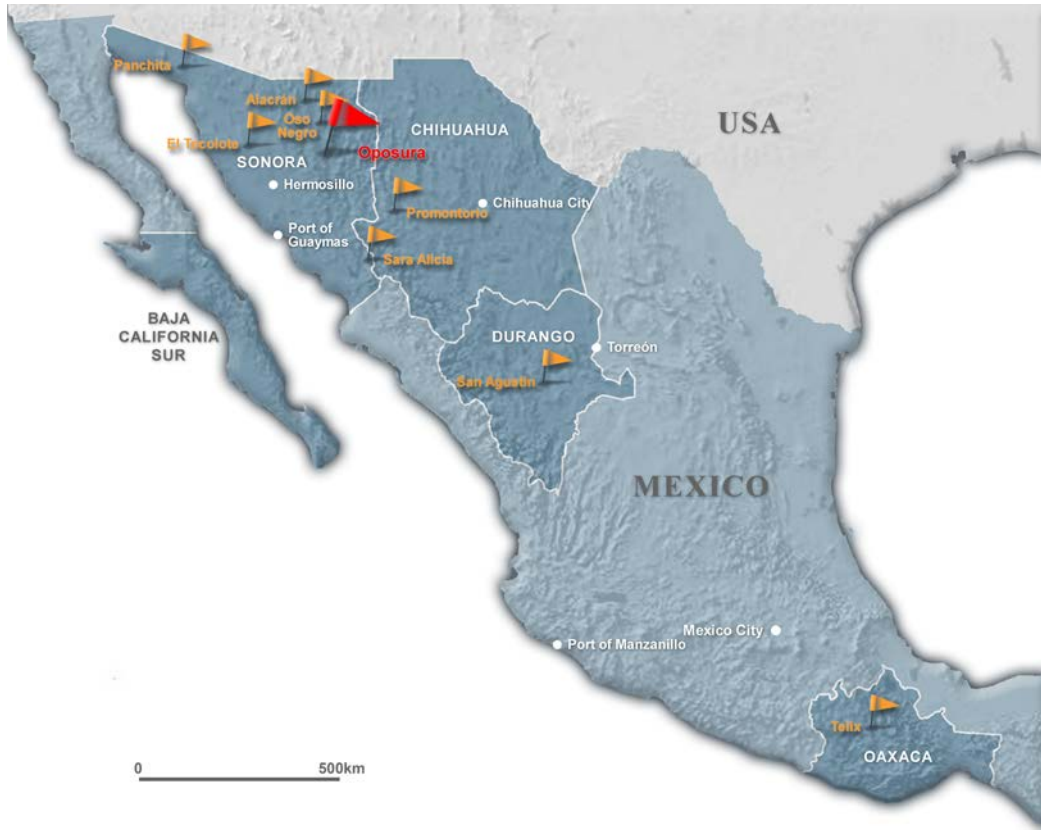 Panchita
Alacrán
Oso
Negro
El Tecolote
Oposura
CHIHUAHUA
USA
SONORA
Hermosillo
Promontorio
Chihuahua City
Port of
Guaymas
Sara Alicia
BAJA
CALIFORNIA
SUR
DURANGO
Torreón
San Agustin
MEXICO
Mexico City
Port of Manzanillo
Telix
OAXACA
0 500km